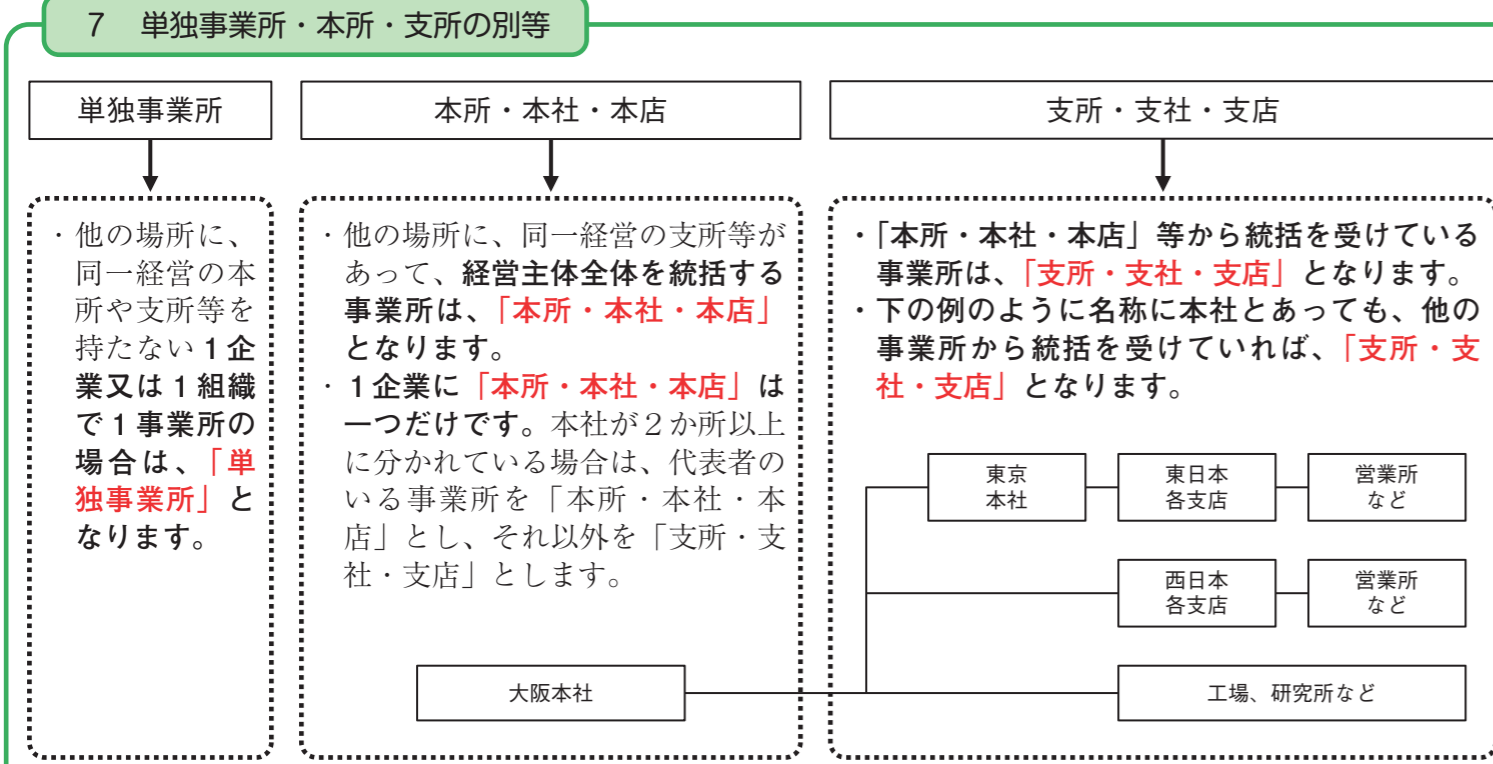 7 単独事業所・本所・支所の別等
単独事業所
・他の場所に、
同一経営の本
所や支所等を
持たない1企
業又は1組織
で1事業所の
場合は、「単
独事業所」と
なります。
本所・本社・本店
・他の場所に、同一経営の支所等が
あって、経営主体全体を統括する
事業所は、「本所・本社・本店」
となります。
・1企業に「本所・本社・本店」は
一つだけです。本社が2か所以上
に分かれている場合は、代表者の
いる事業所を「本所・本社・本
店」とし、それ以外を「支所・支
社・支店」とします。
大阪本社
支所・支社・支店
・「本所・本社・本店」等から統括を受けている
事業所は、「支所・支社・支店」となります。
・下の例のように名称に本社とあっても、他の
事業所から統括を受けていれば、「支所・支
社・支店」となります。
東京
本社
東日本
各支店
営業所
など
西日本
各支店
営業所
など
工場、研究所など